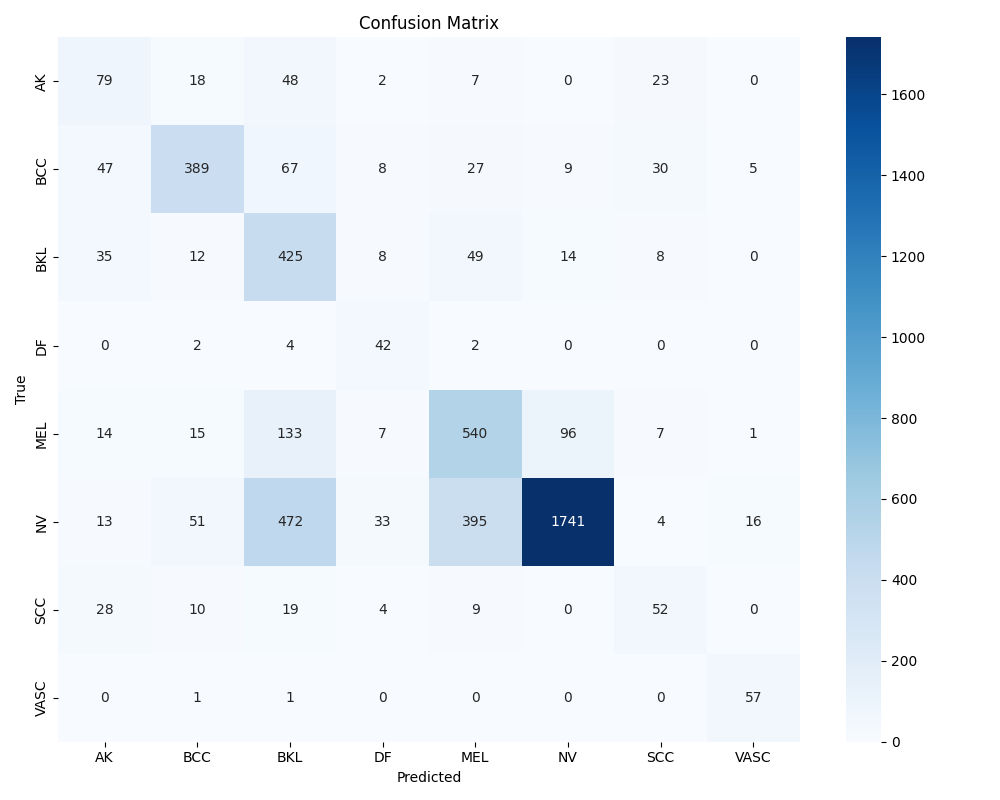 Confusion Matrix
AK 79 18 48 2 7 0 23 0
BCC 47 389 67 8 27 9 30 5
BKL 35 12 425 8 49 14 8 0
DF 0 2 4 42 2 0 0 0
True
MEL 14 15 133 7 540 96 7 1
NV 13 51 472 33 395 1741 4 16
SCC 28 10 19 4 9 0 52 0
VASC 0 1 1 0 0 0 0 57
AK BCC BKL DF MEL NV SCC VASC
Predicted
1600
1400
1200
1000
800
600
400
200
0